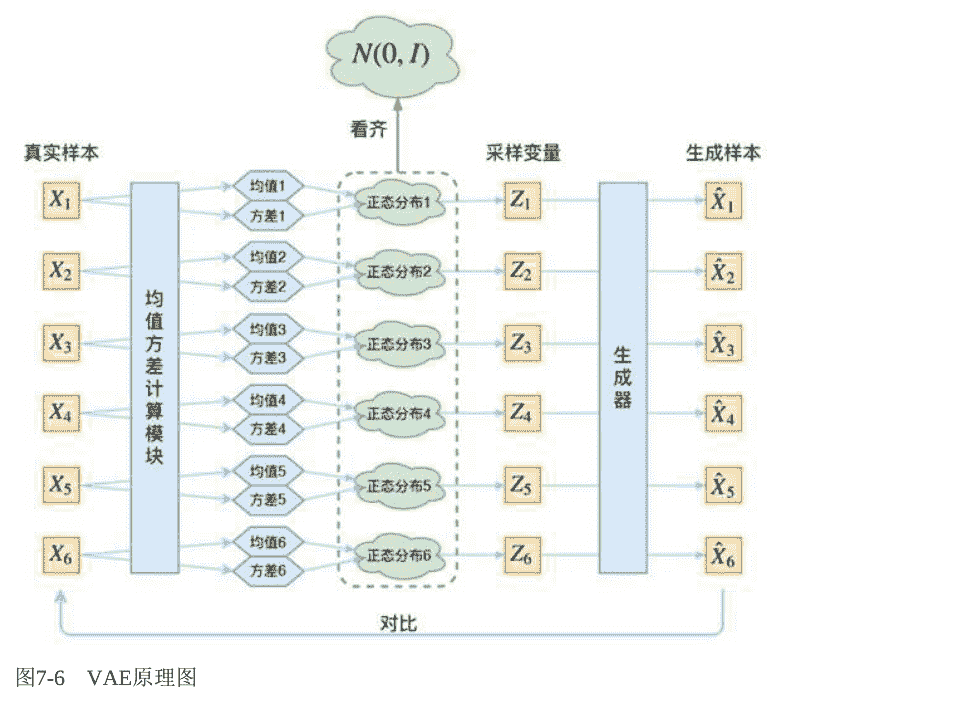 N(0, I)
看齐
真实样本
采样变量
生成样本
X₁
均值1
方差1
正态分布1
Z₁
X̂₁
X₂
均值2
方差2
正态分布2
Z₂
X̂₂
X₃
均值3
方差3
正态分布3
Z₃
X̂₃
X₄
均值4
方差4
正态分布4
Z₄
X̂₄
X₅
均值5
方差5
正态分布5
Z₅
X̂₅
X₆
均值6
方差6
正态分布6
Z₆
X̂₆
均值方差计算模块
生成器
对比
图7-6 VAE原理图